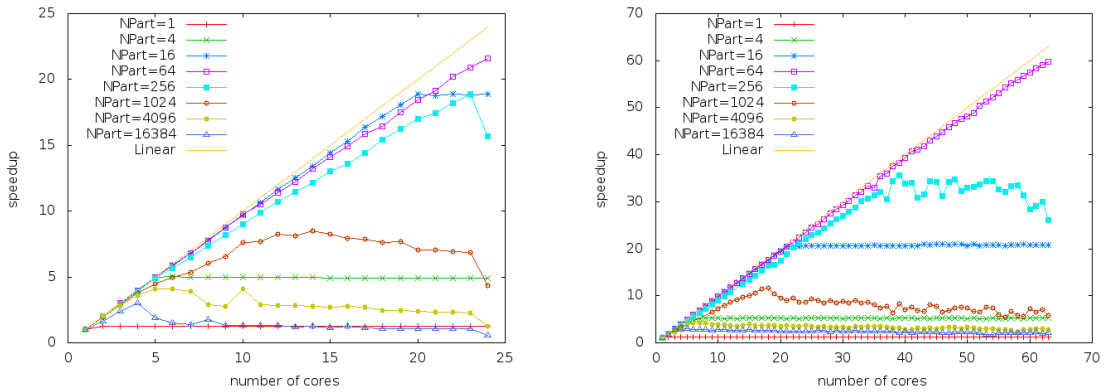 25
20
15
10
5
0
speedup
NPart=1
NPart=4
NPart=16
NPart=64
NPart=256
NPart=1024
NPart=4096
NPart=16384
Linear
0 5 10 15 20 25
number of cores
70
60
50
40
30
20
10
0
speedup
NPart=1
NPart=4
NPart=16
NPart=64
NPart=256
NPart=1024
NPart=4096
NPart=16384
Linear
0 10 20 30 40 50 60 70
number of cores